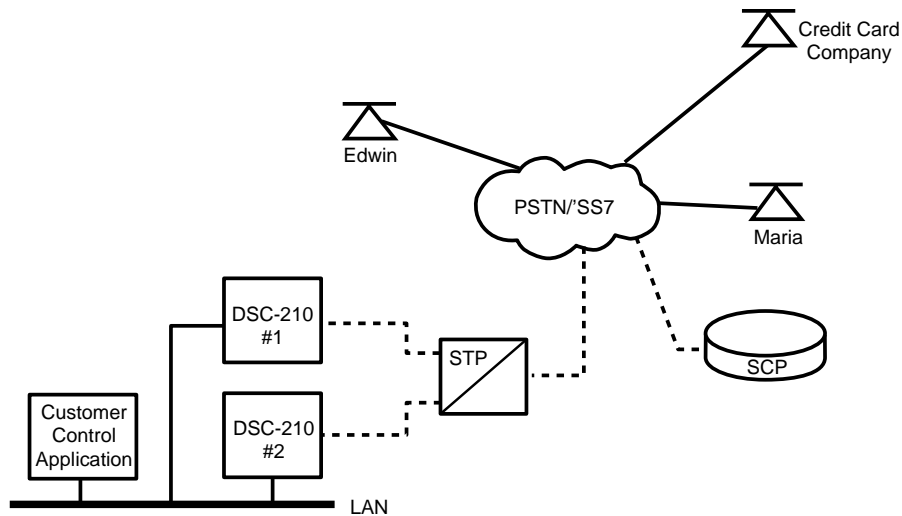 Credit Card
Company
Edwin
PSTN/'SS7
Maria
DSC-210
#1
STP
SCP
Customer
Control
Application
DSC-210
#2
LAN